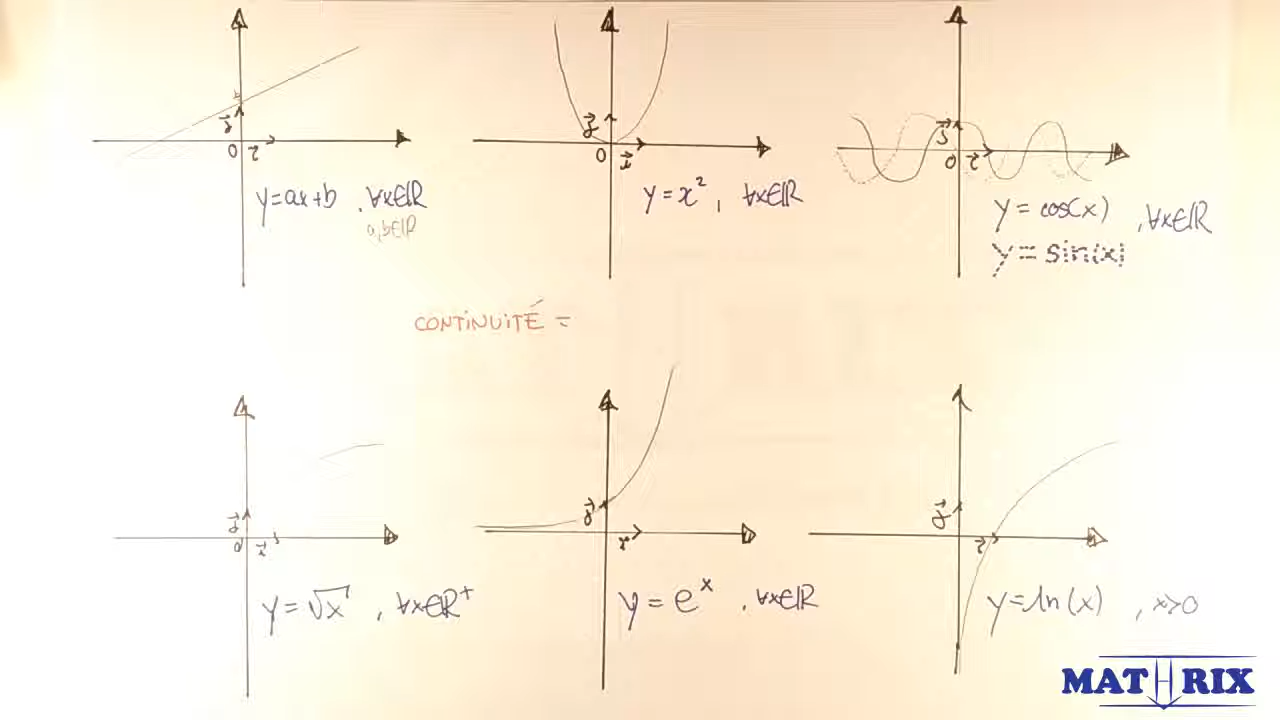 b
j⃗
O
i⃗
y=ax+b , ∀x∈ℝ
a,b∈ℝ
j⃗
O
i⃗
y=x², ∀x∈ℝ
j⃗
O
i⃗
y=cos(x) , ∀x∈ℝ
y=sin(x)
CONTINUITÉ =
j⃗
O
i⃗
y=√x , ∀x∈ℝ⁺
j⃗
i⃗
y=eˣ , ∀x∈ℝ
j⃗
i⃗
y=ln(x) , x>0
MATHRIX